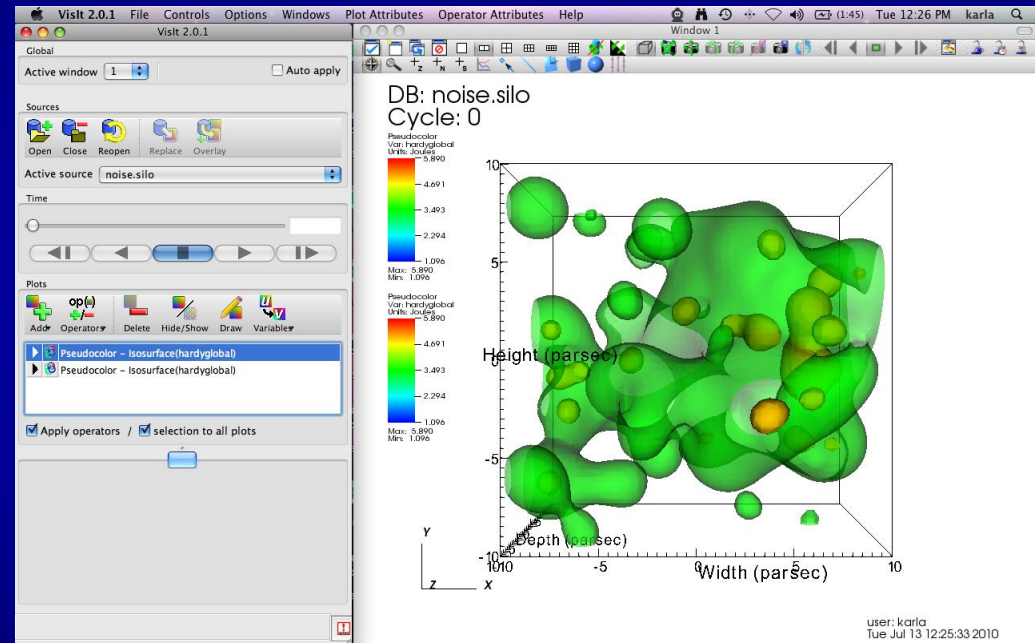 VisIt 2.0.1 File Controls Options Windows Plot Attributes Operator Attributes Help (1:45) Tue 12:26 PM karla
VisIt 2.0.1
Global
Active window 1 Auto apply
Sources
Open Close Reopen Replace Overlay
Active source noise.silo
Time
Plots
op(=)
+/-
Add Operators Delete Hide/Show Draw Variables
Pseudocolor - Isosurface(hardyglobal)
Pseudocolor - Isosurface(hardyglobal)
Apply operators / selection to all plots
Window 1
DB: noise.silo
Cycle: 0
Pseudocolor
Var: hardyglobal
Units: Joules
5.890
4.691
3.493
2.294
1.096
Max: 5.890
Min: 1.096
Pseudocolor
Var: hardyglobal
Units: Joules
5.890
4.691
3.493
2.294
1.096
Max: 5.890
Min: 1.096
10
5
Height (parsec)
-5
-10
Depth (parsec)
-5 0 5 10
Width (parsec)
Y
Z X
user: karla
Tue Jul 13 12:25:33 2010